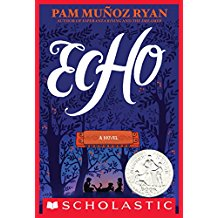 PAM MUÑOZ RYAN
AUTHOR OF ESPERANZA RISING AND THE DREAMER
ECHO
A NOVEL
SCHOLASTIC